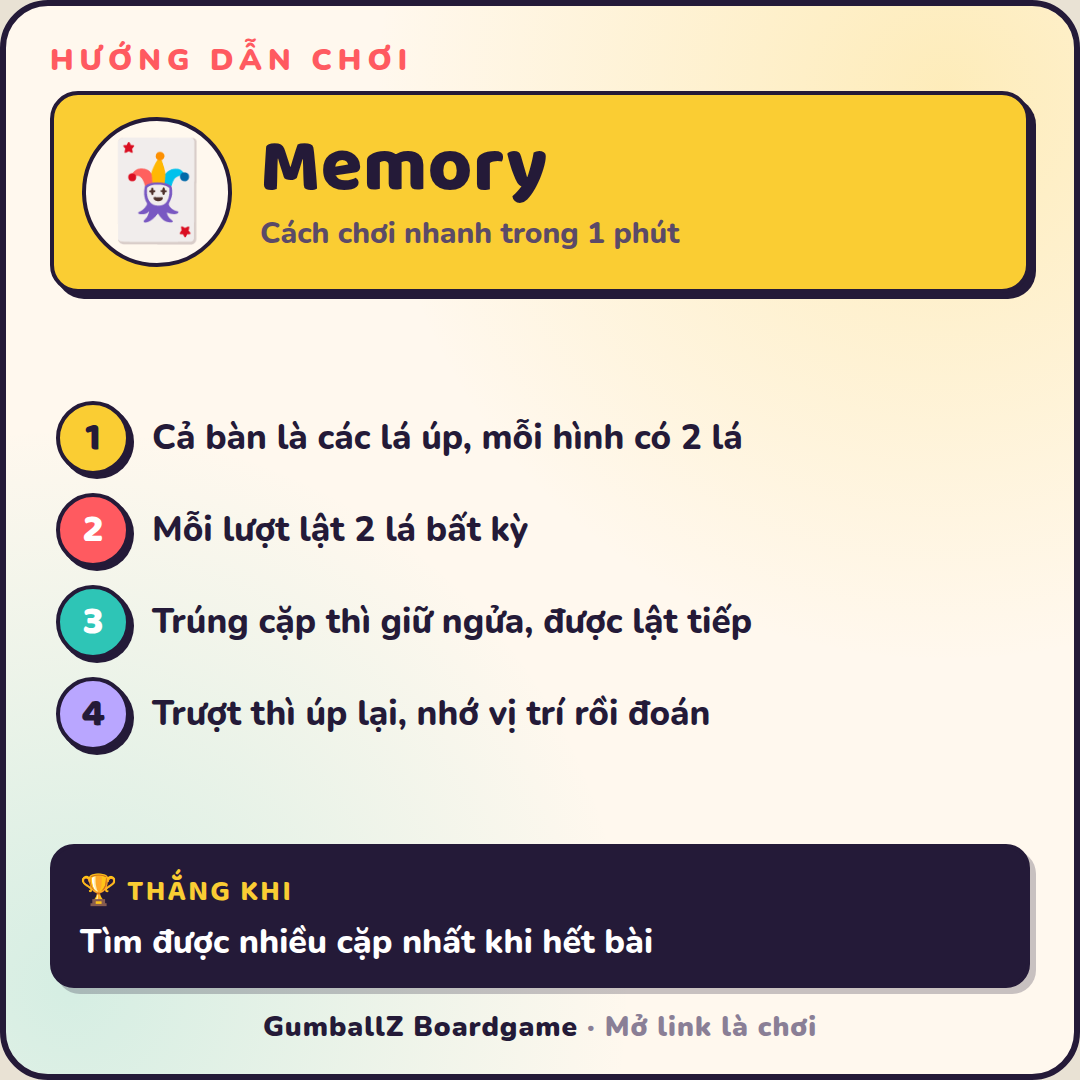 HƯỚNG DẪN CHƠI
Memory
Cách chơi nhanh trong 1 phút
1 Cả bàn là các lá úp, mỗi hình có 2 lá
2 Mỗi lượt lật 2 lá bất kỳ
3 Trúng cặp thì giữ ngửa, được lật tiếp
4 Trượt thì úp lại, nhớ vị trí rồi đoán
🏆 THẮNG KHI
Tìm được nhiều cặp nhất khi hết bài
GumballZ Boardgame · Mở link là chơi